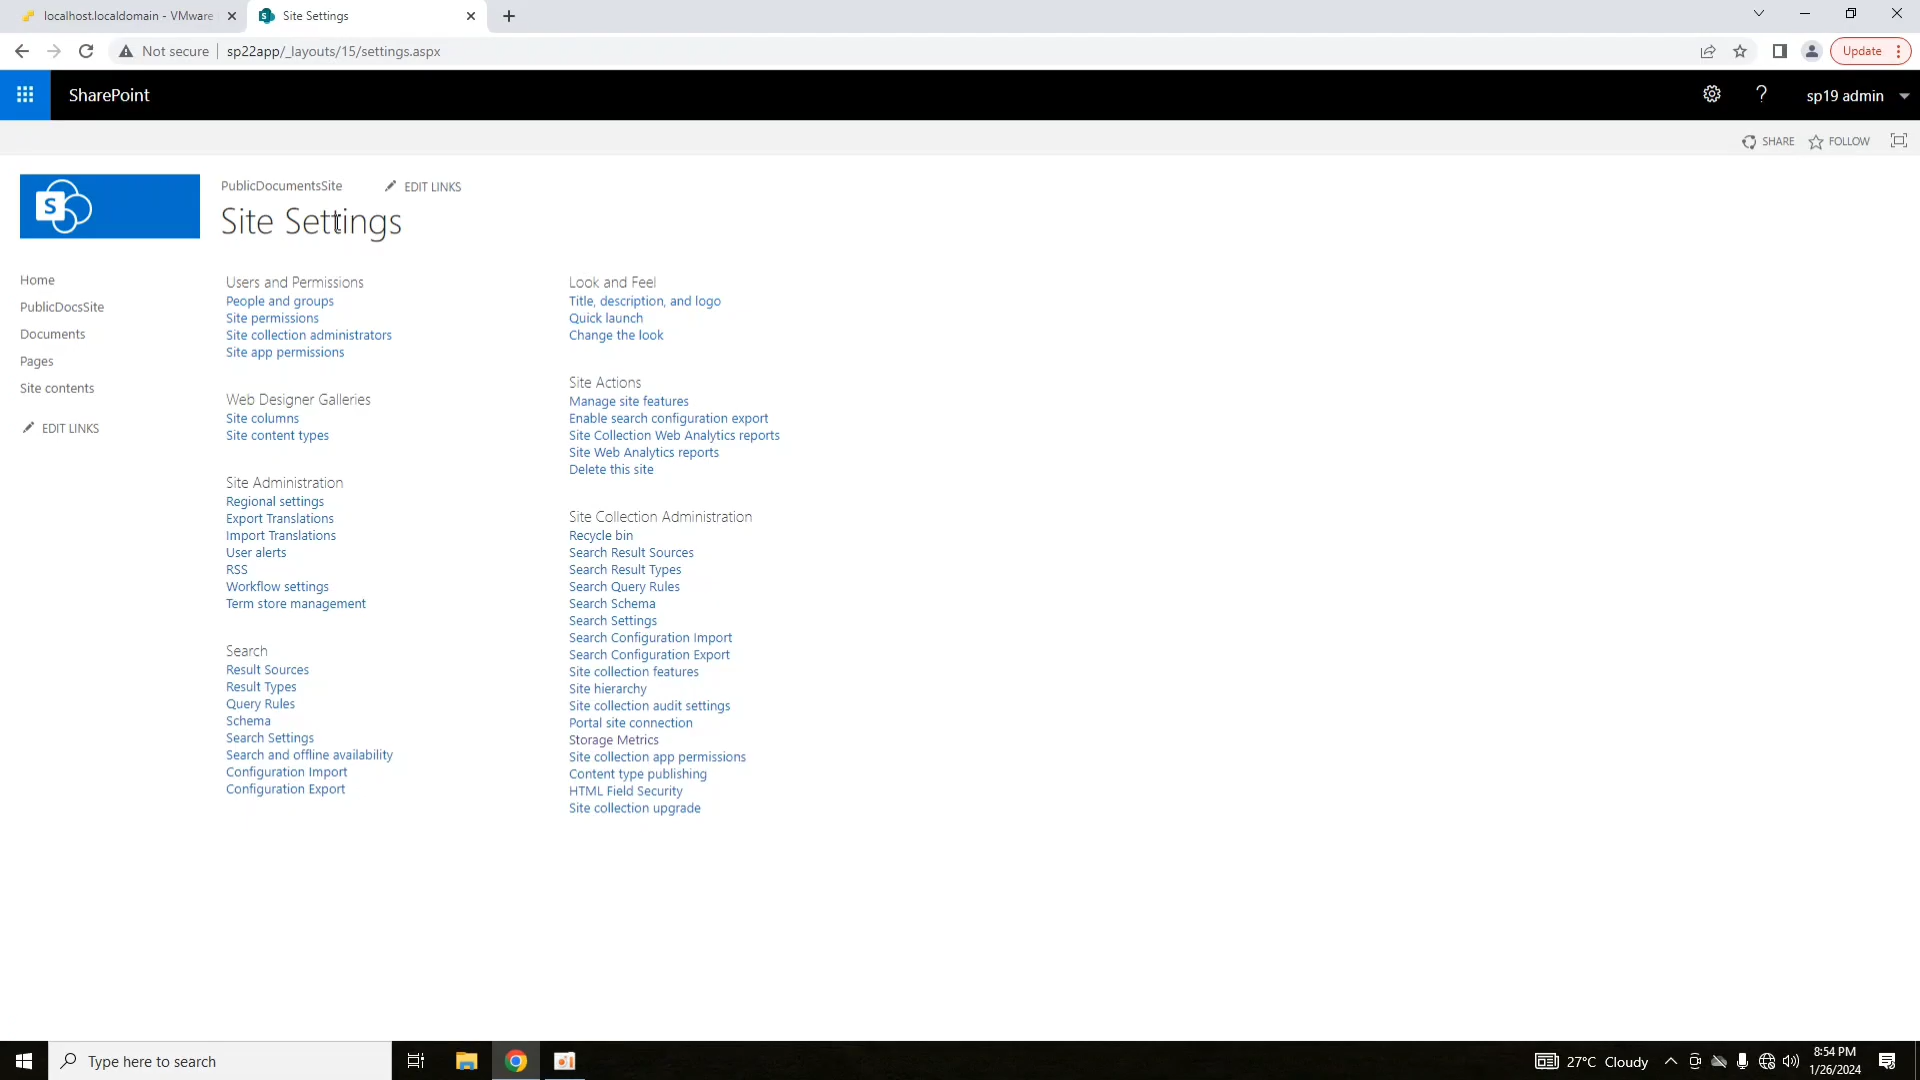 localhost.localdomain - VMware
Site Settings
Not secure
sp22app/_layouts/15/settings.aspx
Update
SharePoint
?
sp19 admin
SHARE
FOLLOW
S
PublicDocumentsSite
EDIT LINKS
Site Settings
Home
PublicDocsSite
Documents
Pages
Site contents
EDIT LINKS
Users and Permissions
People and groups
Site permissions
Site collection administrators
Site app permissions
Web Designer Galleries
Site columns
Site content types
Site Administration
Regional settings
Export Translations
Import Translations
User alerts
RSS
Workflow settings
Term store management
Search
Result Sources
Result Types
Query Rules
Schema
Search Settings
Search and offline availability
Configuration Import
Configuration Export
Look and Feel
Title, description, and logo
Quick launch
Change the look
Site Actions
Manage site features
Enable search configuration export
Site Collection Web Analytics reports
Site Web Analytics reports
Delete this site
Site Collection Administration
Recycle bin
Search Result Sources
Search Result Types
Search Query Rules
Search Schema
Search Settings
Search Configuration Import
Search Configuration Export
Site collection features
Site hierarchy
Site collection audit settings
Portal site connection
Storage Metrics
Site collection app permissions
Content type publishing
HTML Field Security
Site collection upgrade
Type here to search
27°C Cloudy
8:54 PM
1/26/2024